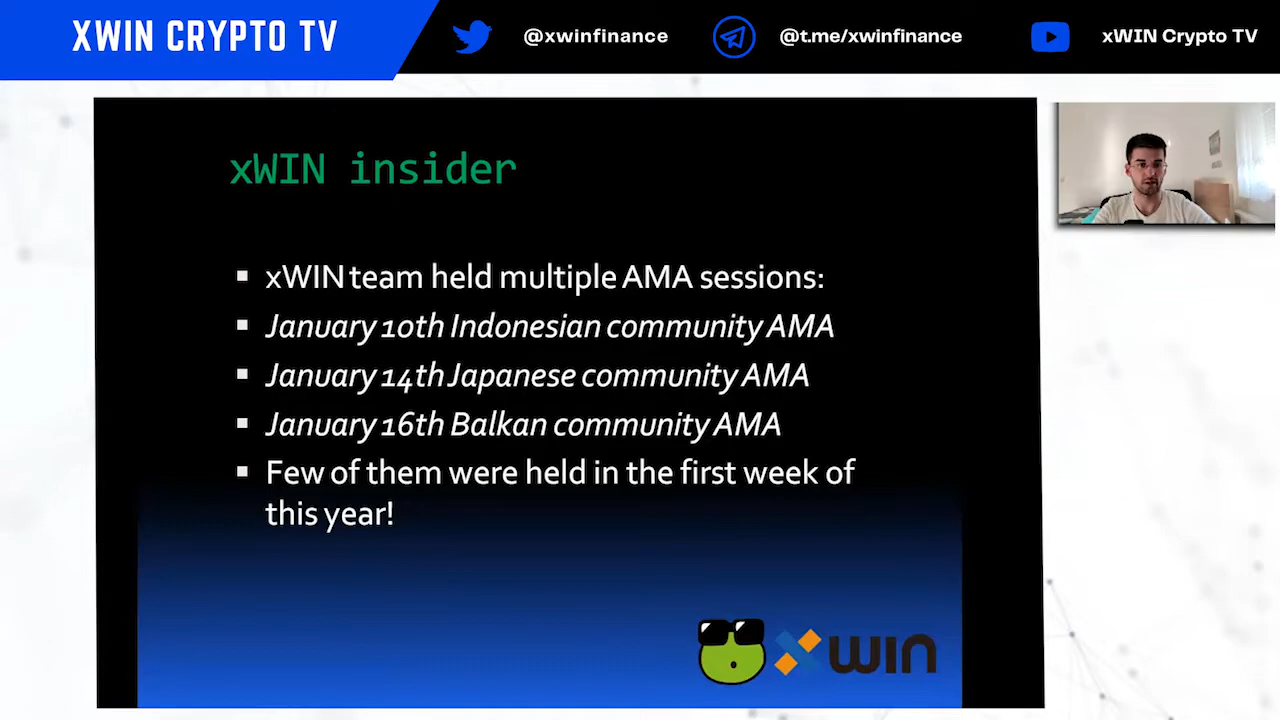 XWIN CRYPTO TV
@xwinfinance
@t.me/xwinfinance
xWIN Crypto TV
xWIN insider
▪ xWIN team held multiple AMA sessions:
▪ January 10th Indonesian community AMA
▪ January 14th Japanese community AMA
▪ January 16th Balkan community AMA
▪ Few of them were held in the first week of
this year!
xWIN